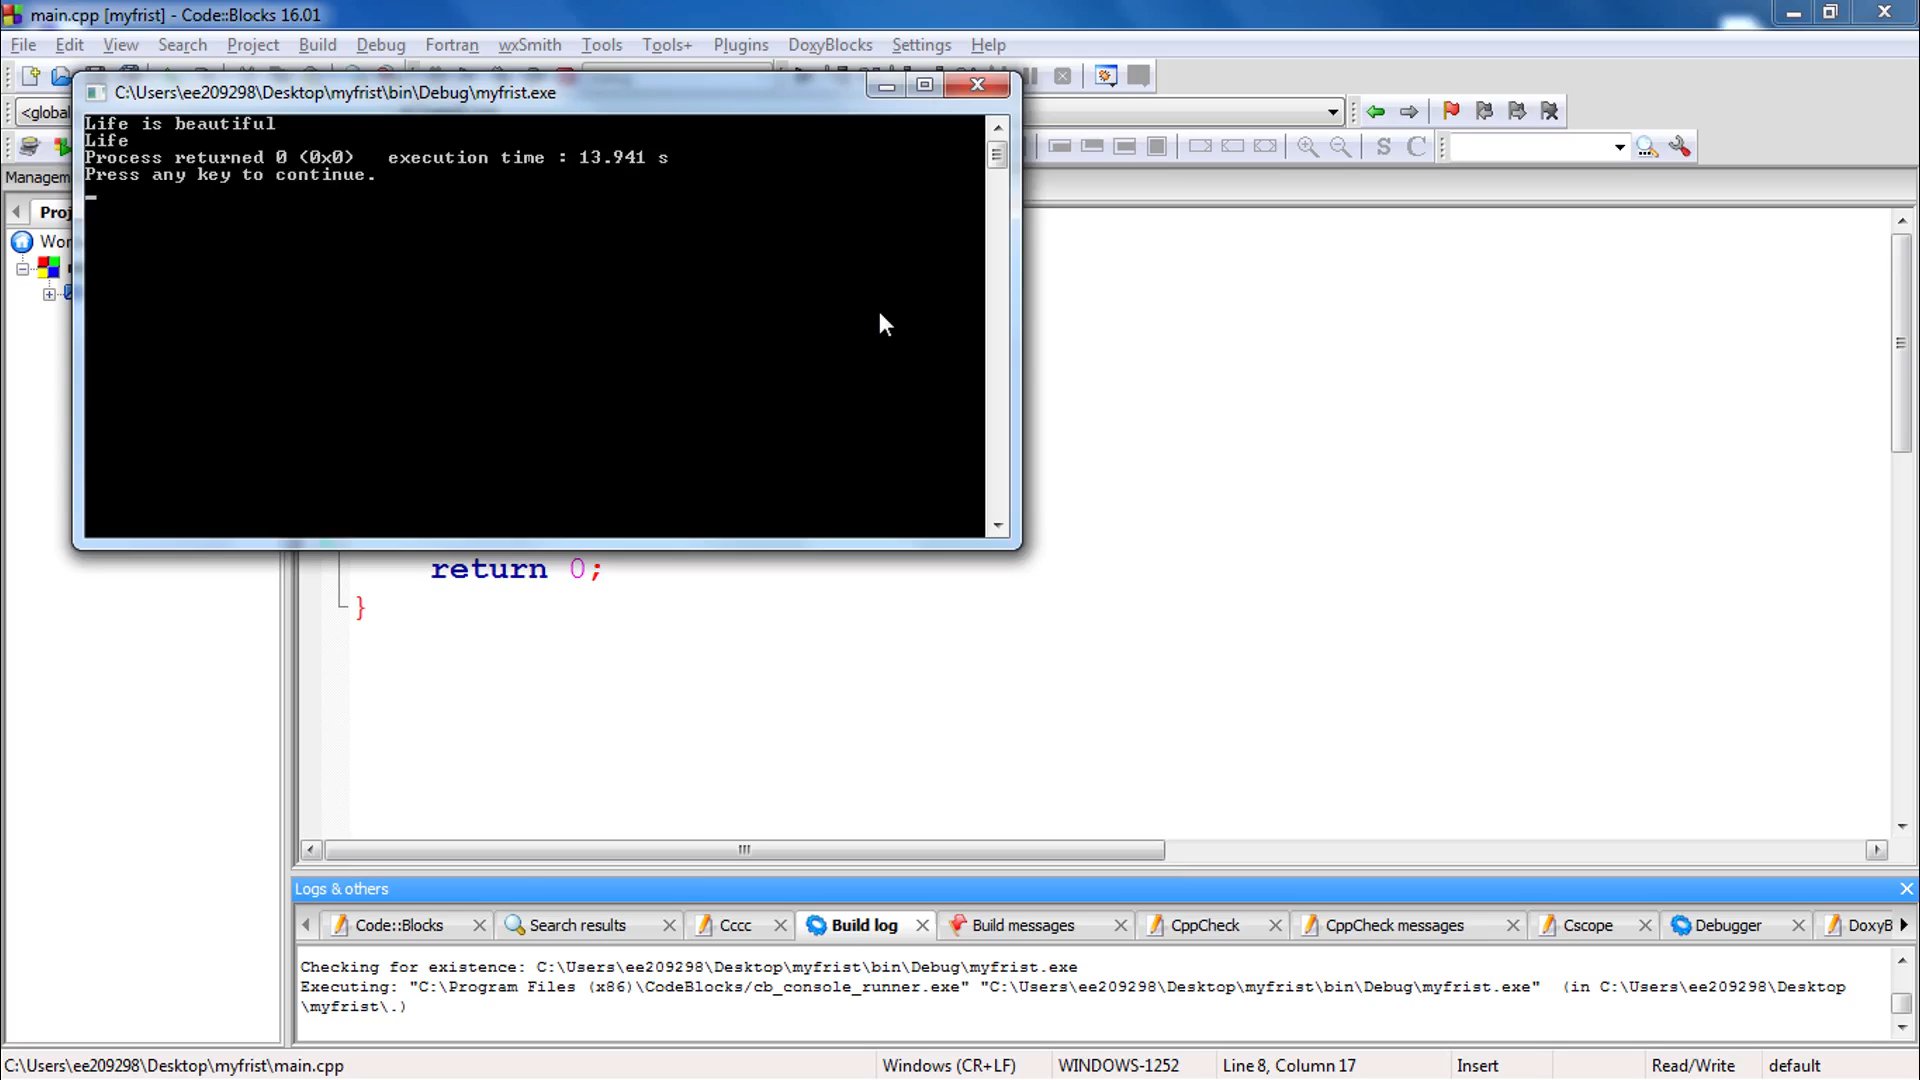 main.cpp [myfrist] - Code::Blocks 16.01
File Edit View Search Project Build Debug Fortran wxSmith Tools Tools+ Plugins DoxyBlocks Settings Help
C:\Users\ee209298\Desktop\myfrist\bin\Debug\myfrist.exe
<global
S C
Life is beautiful
Life
Process returned 0 (0x0)   execution time : 13.941 s
Press any key to continue.
Managem
Proj
Wor
return 0;
}
Logs & others
Code::Blocks Search results Cccc Build log Build messages CppCheck CppCheck messages Cscope Debugger DoxyB
Checking for existence: C:\Users\ee209298\Desktop\myfrist\bin\Debug\myfrist.exe
Executing: "C:\Program Files (x86)\CodeBlocks/cb_console_runner.exe" "C:\Users\ee209298\Desktop\myfrist\bin\Debug\myfrist.exe"  (in C:\Users\ee209298\Desktop
\myfrist\.)
C:\Users\ee209298\Desktop\myfrist\main.cpp Windows (CR+LF) WINDOWS-1252 Line 8, Column 17 Insert Read/Write default